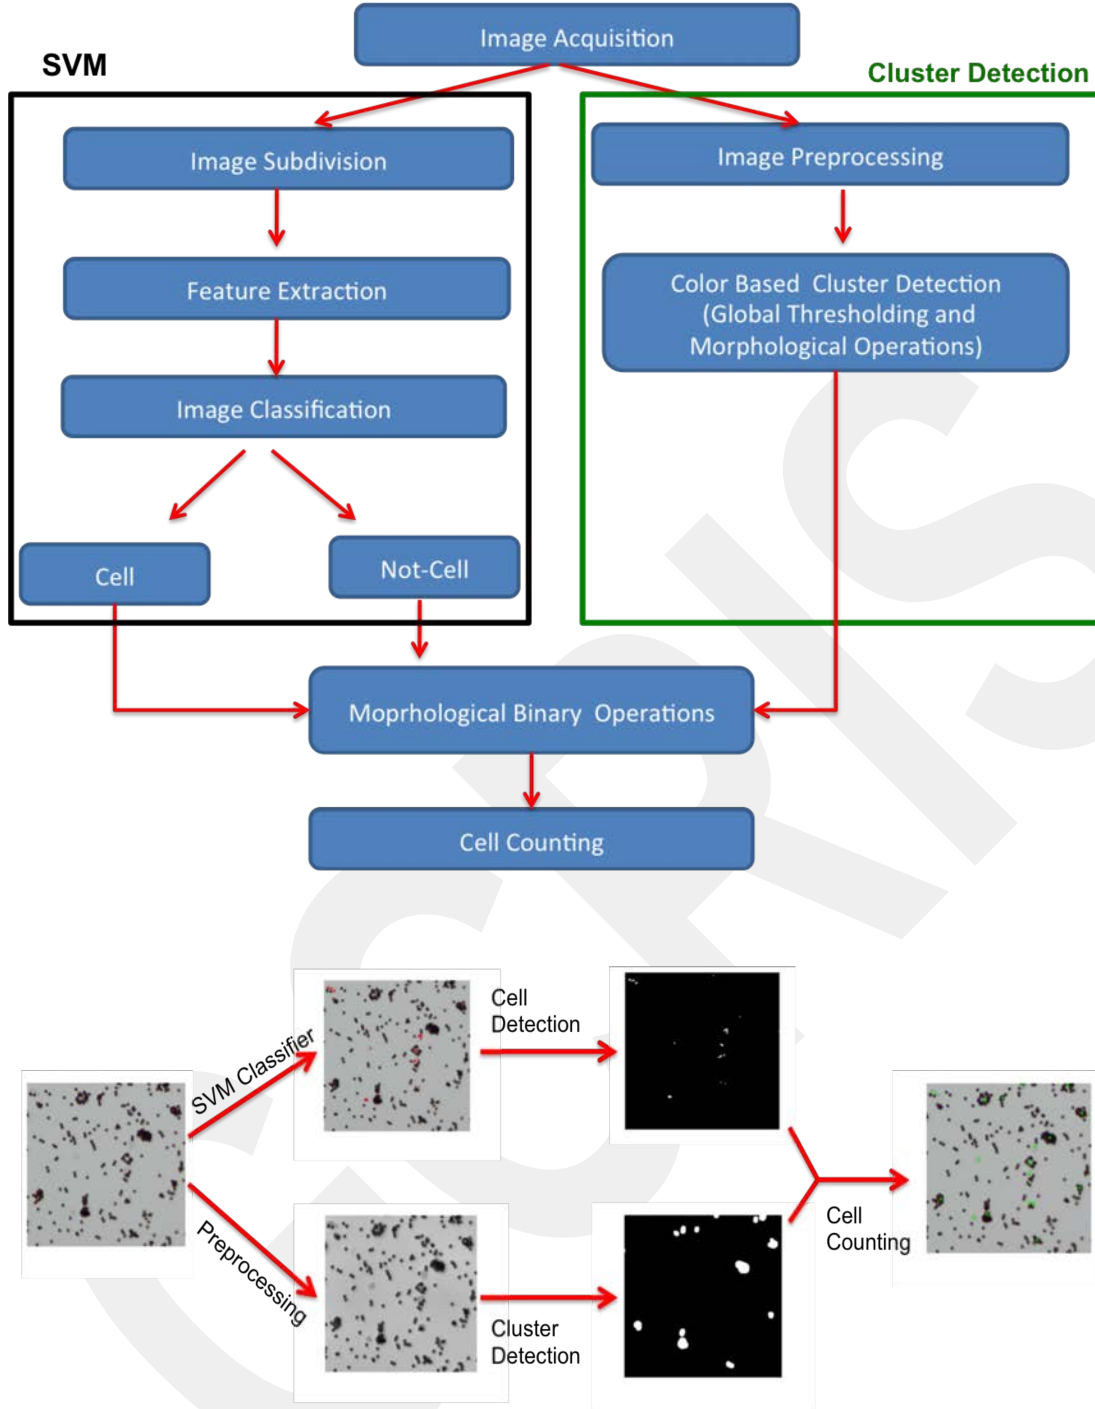 Image Acquisition
SVM
Cluster Detection
Image Subdivision
Image Preprocessing
Feature Extraction
Color Based Cluster Detection
(Global Thresholding and
Morphological Operations)
Image Classification
Cell
Not-Cell
Moprhological Binary Operations
Cell Counting
SVM Classifier
Cell
Detection
Preprocessing
Cluster
Detection
Cell
Counting